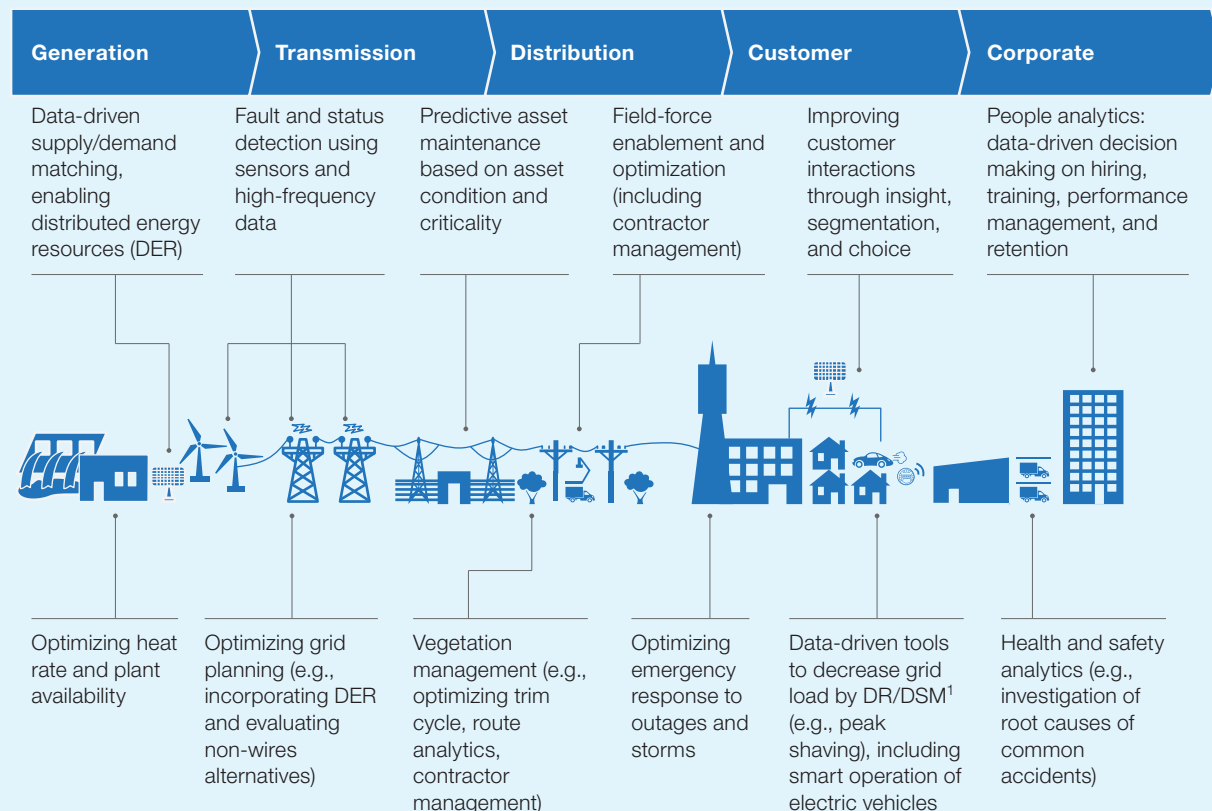 Generation
Transmission
Distribution
Customer
Corporate
Data-driven
supply/demand
matching,
enabling
distributed energy
resources (DER)
Fault and status
detection using
sensors and
high-frequency
data
Predictive asset
maintenance
based on asset
condition and
criticality
Field-force
enablement and
optimization
(including
contractor
management)
Improving
customer
interactions
through insight,
segmentation,
and choice
People analytics:
data-driven decision
making on hiring,
training, performance
management, and
retention
Optimizing heat
rate and plant
availability
Optimizing grid
planning (e.g.,
incorporating DER
and evaluating
non-wires
alternatives)
Vegetation
management (e.g.,
optimizing trim
cycle, route
analytics,
contractor
management)
Optimizing
emergency
response to
outages and
storms
Data-driven tools
to decrease grid
load by DR/DSM¹
(e.g., peak
shaving), including
smart operation of
electric vehicles
Health and safety
analytics (e.g.,
investigation of
root causes of
common
accidents)